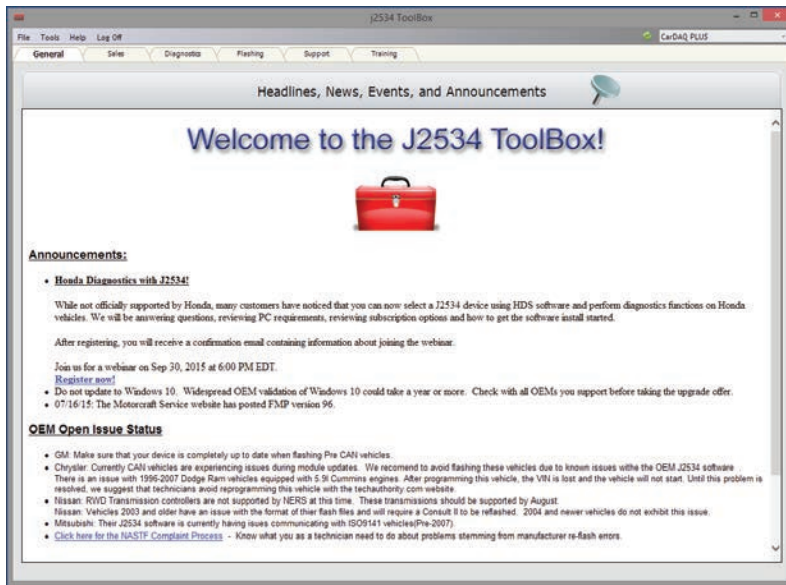 j2534 ToolBox
File Tools Help Log Off
CarDAQ PLUS
General Sales Diagnostics Flashing Support Training
Headlines, News, Events, and Announcements
Welcome to the J2534 ToolBox!
Announcements:
Honda Diagnostics with J2534!
While not officially supported by Honda, many customers have noticed that you can now select a J2534 device using HDS software and perform diagnostics functions on Honda
vehicles. We will be answering questions, reviewing PC requirements, reviewing subscription options and how to get the software install started.
After registering, you will receive a confirmation email containing information about joining the webinar.
Join us for a webinar on Sep 30, 2015 at 6:00 PM EDT.
Register now!
Do not update to Windows 10. Widespread OEM validation of Windows 10 could take a year or more. Check with all OEMs you support before taking the upgrade offer.
07/16/15: The Motorcraft Service website has posted FMP version 96.
OEM Open Issue Status
GM: Make sure that your device is completely up to date when flashing Pre CAN vehicles.
Chrysler: Currently CAN vehicles are experiencing issues during module updates. We recomend to avoid flashing these vehicles due to known issues withe the OEM J2534 software
There is an issue with 1996-2007 Dodge Ram vehicles equipped with 5.9l Cummins engines. After programming this vehicle, the VIN is lost and the vehicle will not start. Until this problem is
resolved, we suggest that technicians avoid reprogramming this vehicle with the techauthority.com website.
Nissan: RWD Transmission controllers are not supported by NERS at this time. These transmissions should be supported by August.
Nissan: Vehicles 2003 and older have an issue with the format of thier flash files and will require a Consult II to be reflashed. 2004 and newer vehicles do not exhibit this issue.
Mitsubishi: Their J2534 software is currently having isues communicating with ISO9141 vehicles(Pre-2007).
Click here for the NASTF Complaint Process - Know what you as a technician need to do about problems stemming from manufacturer re-flash errors.